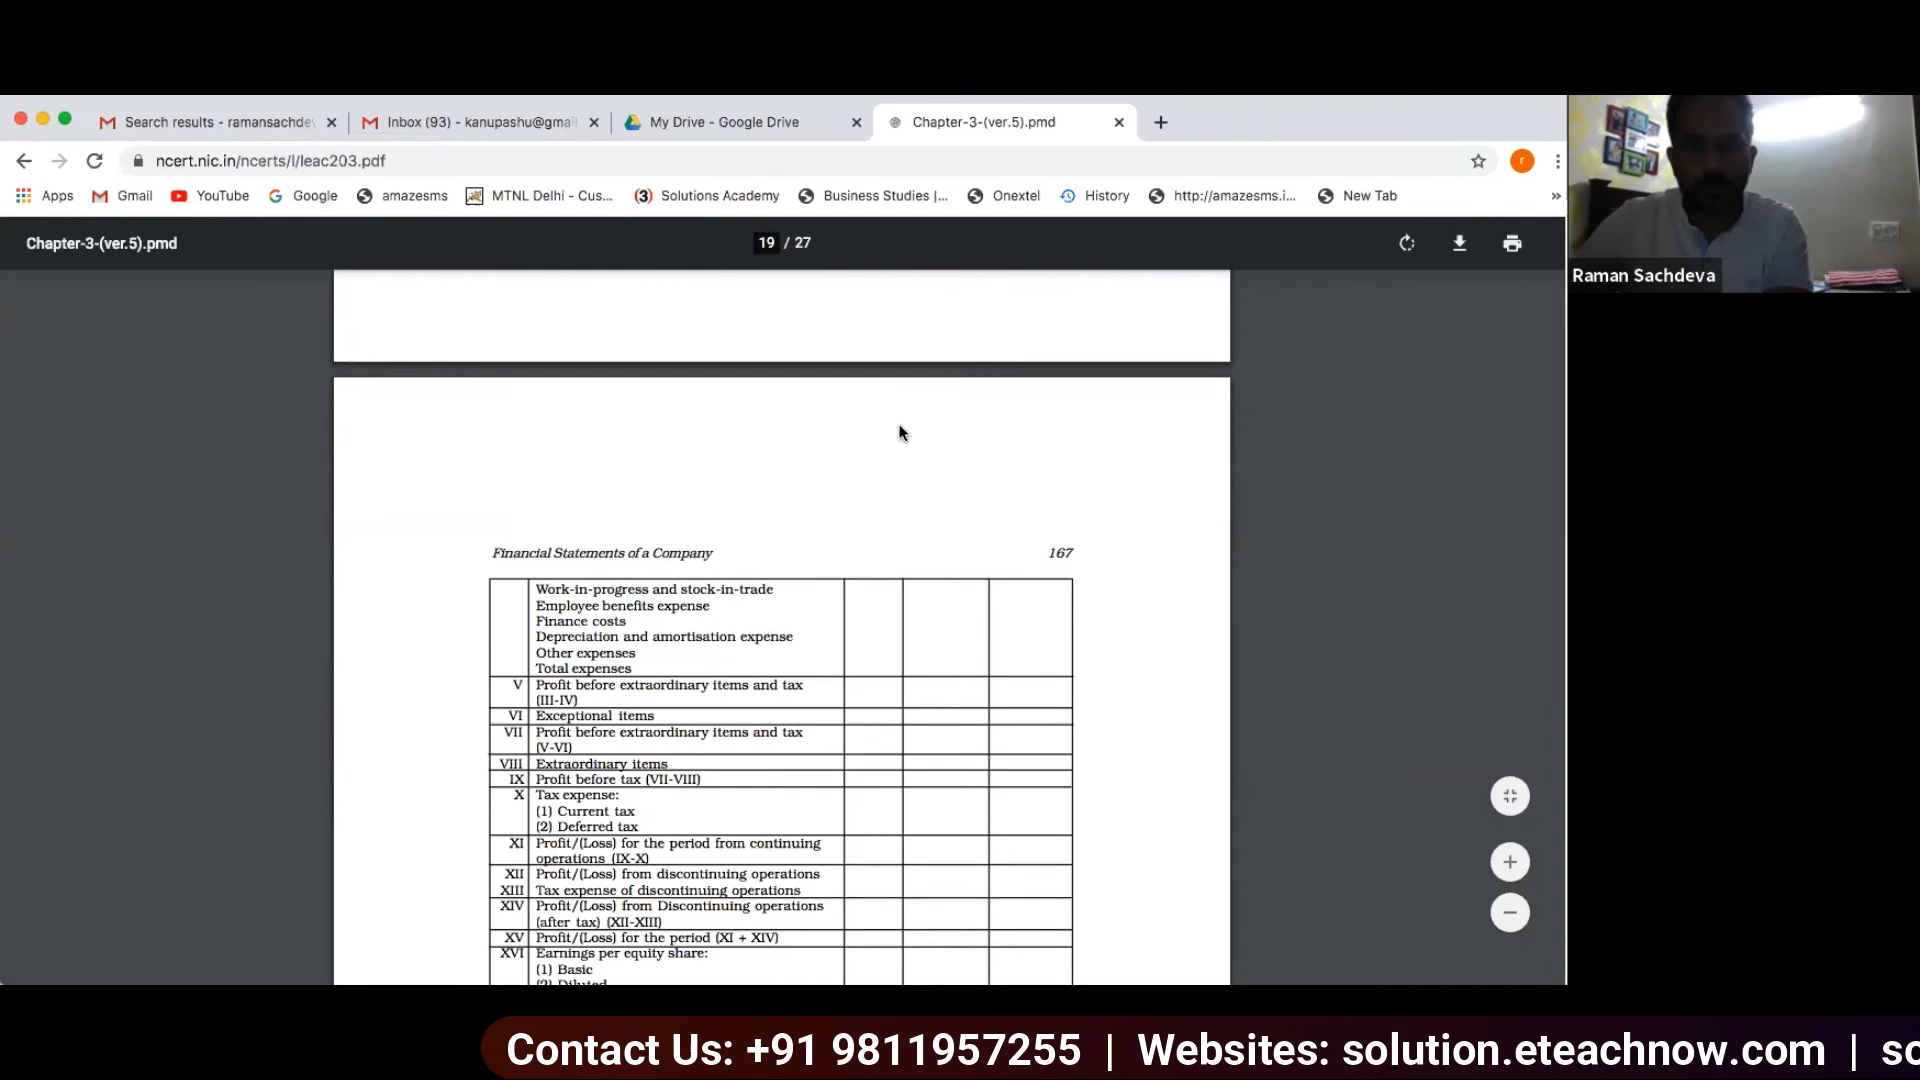 Search results - ramansachde
Inbox (93) - kanupashu@gmai
My Drive - Google Drive
Chapter-3-(ver.5).pmd
ncert.nic.in/ncerts/l/leac203.pdf
r
Apps
Gmail
YouTube
Google
amazesms
MTNL Delhi - Cus...
(3) Solutions Academy
Business Studies |...
Onextel
History
http://amazesms.i...
New Tab
»
Chapter-3-(ver.5).pmd
19 / 27
Raman Sachdeva
Financial Statements of a Company 167
Work-in-progress and stock-in-trade
Employee benefits expense
Finance costs
Depreciation and amortisation expense
Other expenses
Total expenses
V Profit before extraordinary items and tax
(III-IV)
VI Exceptional items
VII Profit before extraordinary items and tax
(V-VI)
VIII Extraordinary items
IX Profit before tax (VII-VIII)
X Tax expense:
(1) Current tax
(2) Deferred tax
XI Profit/(Loss) for the period from continuing
operations (IX-X)
XII Profit/(Loss) from discontinuing operations
XIII Tax expense of discontinuing operations
XIV Profit/(Loss) from Discontinuing operations
(after tax) (XII-XIII)
XV Profit/(Loss) for the period (XI + XIV)
XVI Earnings per equity share:
(1) Basic
(2) Diluted
Contact Us: +91 9811957255 | Websites: solution.eteachnow.com | so